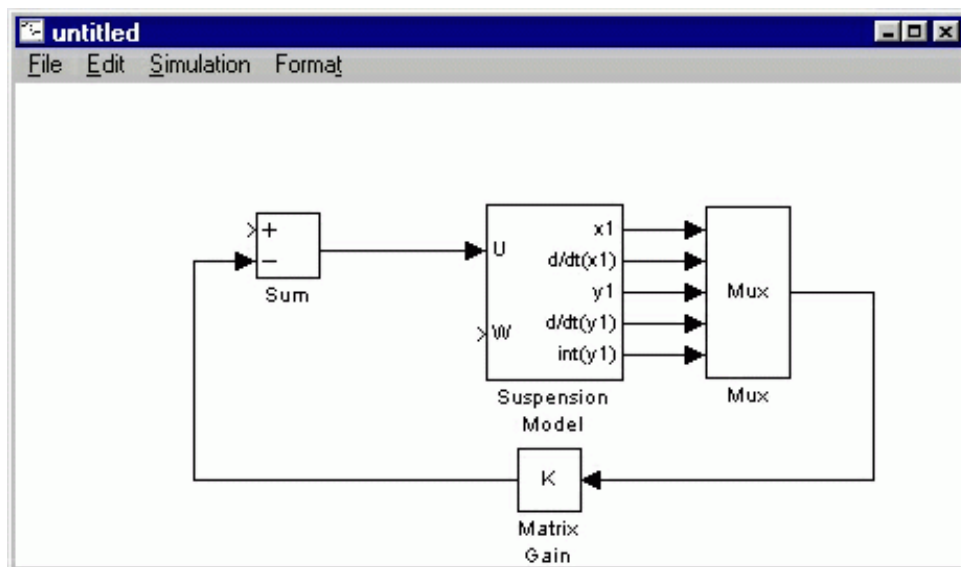 untitled
File Edit Simulation Format
+
−
Sum
U
W
x1
d/dt(x1)
y1
d/dt(y1)
int(y1)
Suspension
Model
Mux
Mux
K
Matrix
Gain